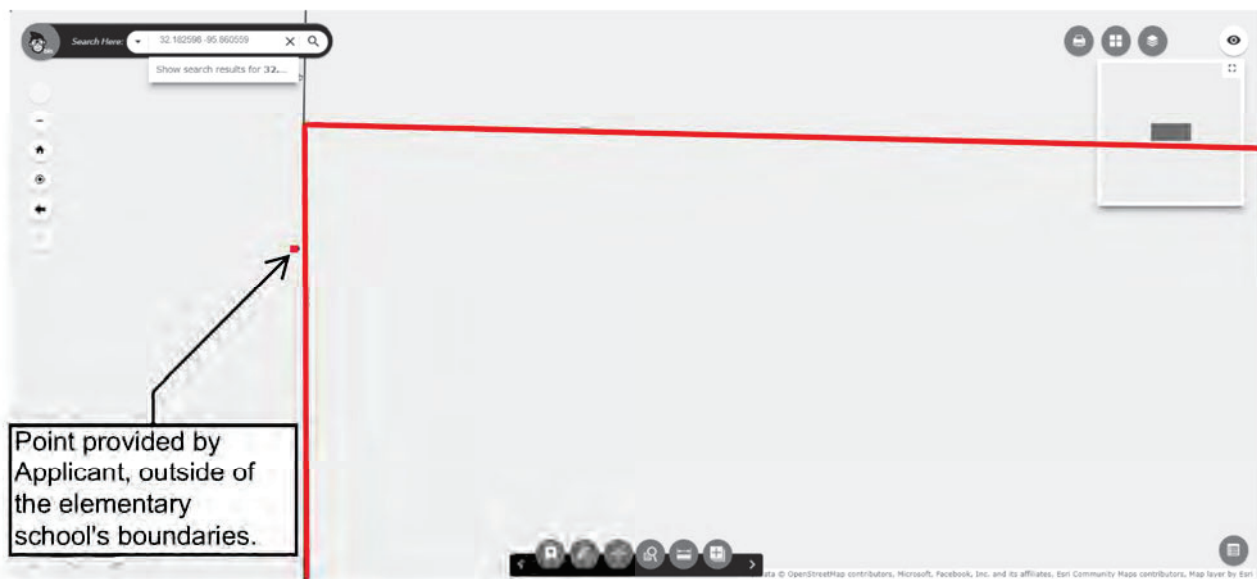 Search Here:
32.182598 -95.860559
Show search results for 32....
Point provided by
Applicant, outside of
the elementary
school's boundaries.
data © OpenStreetMap contributors, Microsoft, Facebook, Inc. and its affiliates, Esri Community Maps contributors, Map layer by Esri